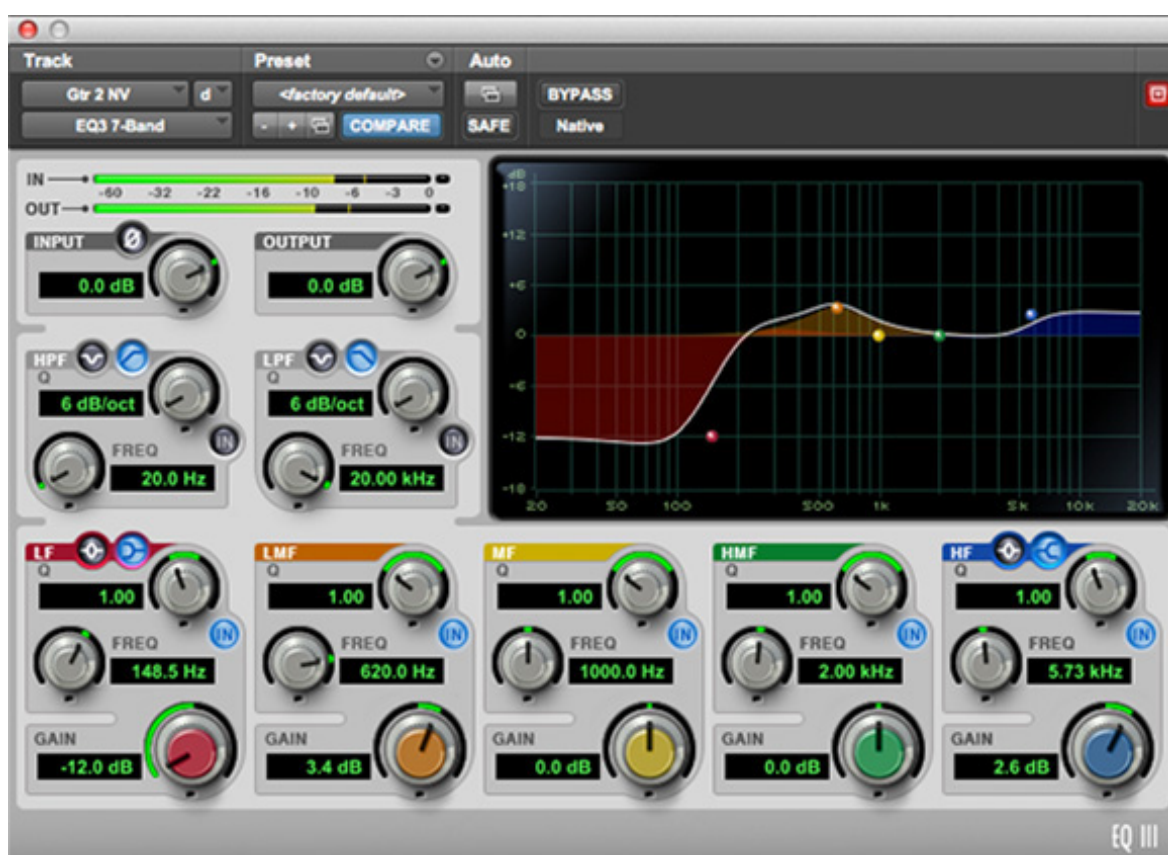 Track Preset Auto
Gtr 2 NV d <factory default> BYPASS
EQ3 7-Band - + COMPARE SAFE Native
IN
-60 -32 -22 -16 -10 -6 -3 0
OUT
INPUT Ø OUTPUT
0.0 dB 0.0 dB
HPF LPF
Q Q
6 dB/oct 6 dB/oct
IN IN
FREQ FREQ
20.0 Hz 20.00 kHz
dB
+18
+12
+6
0
-6
-12
-18
20 50 100 500 1k 5k 10k 20k
LF LMF MF HMF HF
Q Q Q Q Q
1.00 1.00 1.00 1.00 1.00
IN IN IN IN IN
FREQ FREQ FREQ FREQ FREQ
148.5 Hz 620.0 Hz 1000.0 Hz 2.00 kHz 5.73 kHz
GAIN GAIN GAIN GAIN GAIN
-12.0 dB 3.4 dB 0.0 dB 0.0 dB 2.6 dB
EQ III